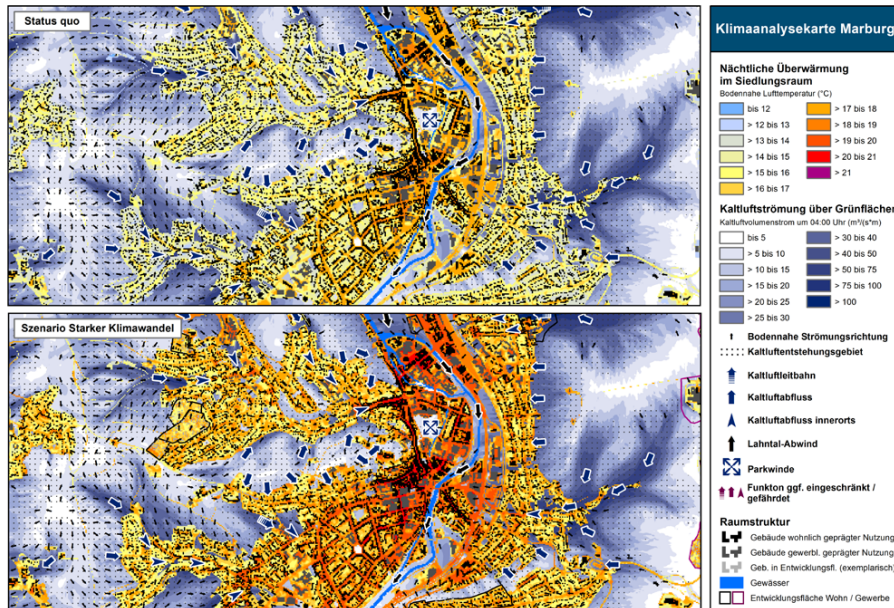 Status quo
Szenario Starker Klimawandel
Klimaanalysekarte Marburg
Nächtliche Überwärmung
im Siedlungsraum
Bodennahe Lufttemperatur (°C)
bis 12
> 12 bis 13
> 13 bis 14
> 14 bis 15
> 15 bis 16
> 16 bis 17
> 17 bis 18
> 18 bis 19
> 19 bis 20
> 20 bis 21
> 21
Kaltluftströmung über Grünflächen
Kaltluftvolumenstrom um 04:00 Uhr (m³/(s*m)
bis 5
> 5 bis 10
> 10 bis 15
> 15 bis 20
> 20 bis 25
> 25 bis 30
> 30 bis 40
> 40 bis 50
> 50 bis 75
> 75 bis 100
> 100
Bodennahe Strömungsrichtung
Kaltluftentstehungsgebiet
Kaltluftleitbahn
Kaltluftabfluss
Kaltluftabfluss innerorts
Lahntal-Abwind
Parkwinde
Funkton ggf. eingeschränkt /
gefährdet
Raumstruktur
Gebäude wohnlich geprägter Nutzung
Gebäude gewerbl. geprägter Nutzung
Geb. in Entwicklungsfl. (exemplarisch)
Gewässer
Entwicklungsfläche Wohn / Gewerbe